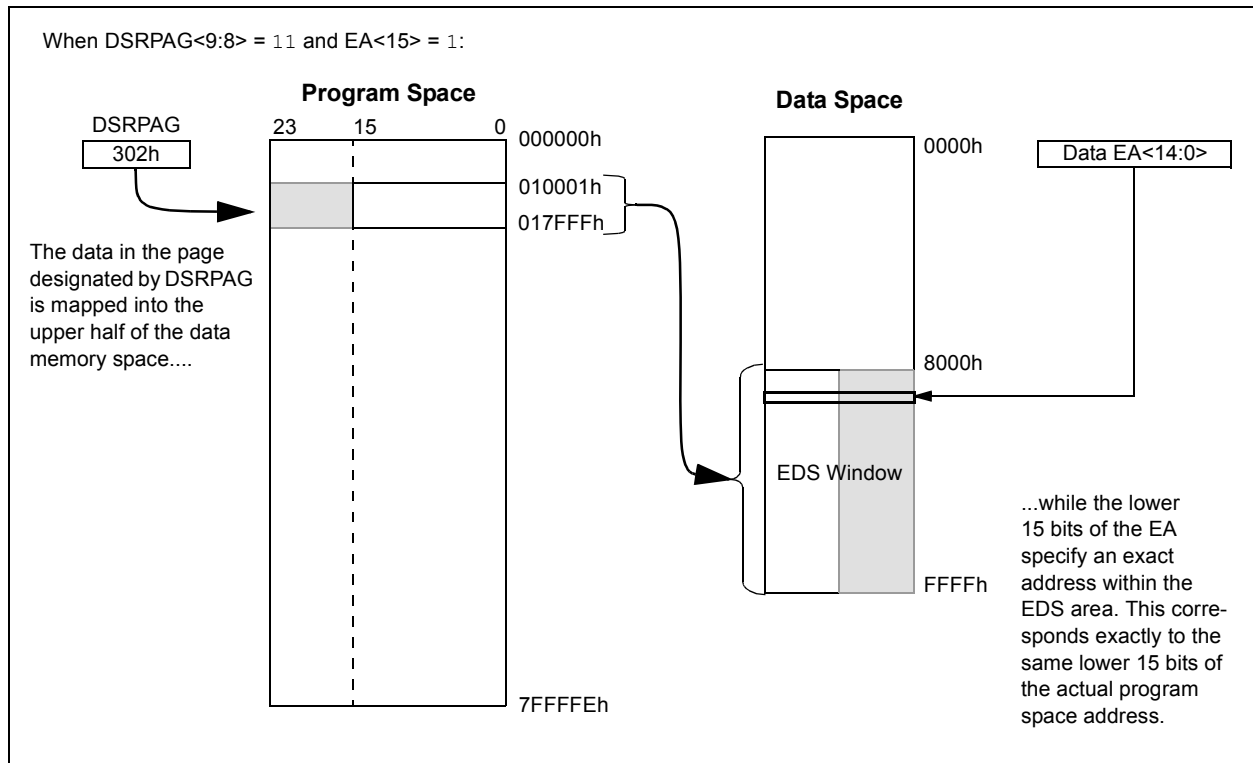 When DSRPAG<9:8> = 11 and EA<15> = 1:
Program Space
Data Space
DSRPAG
302h
23 15 0
000000h
010001h
017FFFh
7FFFFEh
The data in the page
designated by DSRPAG
is mapped into the
upper half of the data
memory space....
0000h
8000h
FFFFh
EDS Window
Data EA<14:0>
...while the lower
15 bits of the EA
specify an exact
address within the
EDS area. This corre-
sponds exactly to the
same lower 15 bits of
the actual program
space address.